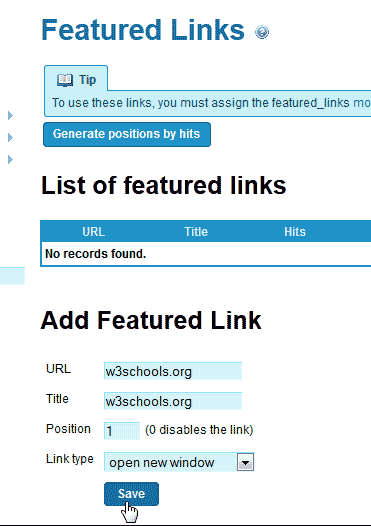 Featured Links
Tip
To use these links, you must assign the featured_links
Generate positions by hits
List of featured links
URL Title Hits
No records found.
Add Featured Link
URL w3schools.org
Title w3schools.org
Position 1 (0 disables the link)
Link type open new window
Save